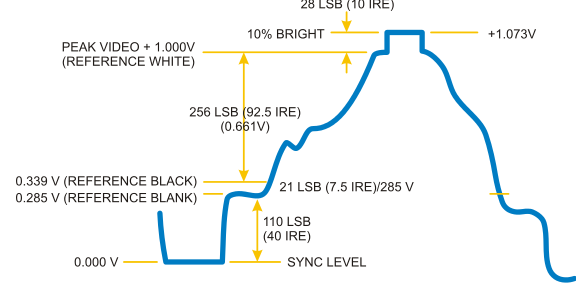 28 LSB (10 IRE)
10% BRIGHT
+1.073V
PEAK VIDEO + 1.000V
(REFERENCE WHITE)
256 LSB (92.5 IRE)
(0.661V)
0.339 V (REFERENCE BLACK)
21 LSB (7.5 IRE)/285 V
0.285 V (REFERENCE BLANK)
110 LSB
(40 IRE)
0.000 V
SYNC LEVEL